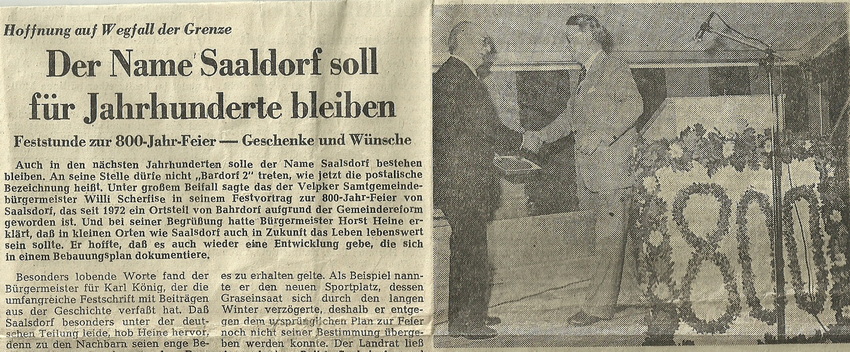 Hoffnung auf Wegfall der Grenze
Der Name Saaldorf soll
für Jahrhunderte bleiben
Feststunde zur 800-Jahr-Feier — Geschenke und Wünsche
Auch in den nächsten Jahrhunderten solle der Name Saalsdorf bestehen
bleiben. An seine Stelle dürfe nicht „Bardorf 2" treten, wie jetzt die postalische
Bezeichnung heißt. Unter großem Beifall sagte das der Velpker Samtgemeinde-
bürgermeister Willi Scherfise in seinem Festvortrag zur 800-Jahr-Feier von
Saalsdorf, das seit 1972 ein Ortsteil von Bahrdorf aufgrund der Gemeindereform
geworden ist. Und bei seiner Begrüßung hatte Bürgermeister Horst Heine er-
klärt, daß in kleinen Orten wie Saalsdorf auch in Zukunft das Leben lebenswert
sein sollte. Er hoffte, daß es auch wieder eine Entwicklung gebe, die sich
in einem Bebauungsplan dokumentiere.
Besonders lobende Worte fand der
Bürgermeister für Karl König, der die
umfangreiche Festschrift mit Beiträgen
aus der Geschichte verfaßt hat. Daß
Saalsdorf besonders unter der deut-
schen Teilung leide, hob Heine hervor,
denn zu den Nachbarn seien enge Be-
es zu erhalten gelte. Als Beispiel nann-
te er den neuen Sportplatz, dessen
Graseinsaat sich durch den langen
Winter verzögerte, deshalb er entge-
gen dem ursprünglichen Plan zur Feier
noch nicht seiner Bestimmung überge-
ben werden konnte. Der Landrat ließ
800